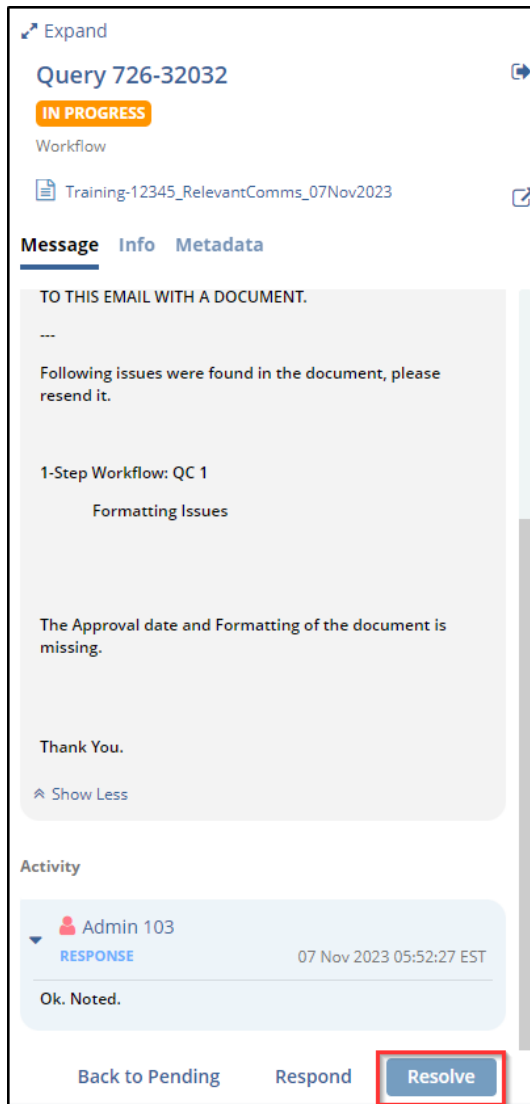 Expand
Query 726-32032
IN PROGRESS
Workflow
Training-12345_RelevantComms_07Nov2023
Message Info Metadata
TO THIS EMAIL WITH A DOCUMENT.
---
Following issues were found in the document, please
resend it.
1-Step Workflow: QC 1
Formatting Issues
The Approval date and Formatting of the document is
missing.
Thank You.
Show Less
Activity
Admin 103
RESPONSE 07 Nov 2023 05:52:27 EST
Ok. Noted.
Back to Pending Respond Resolve